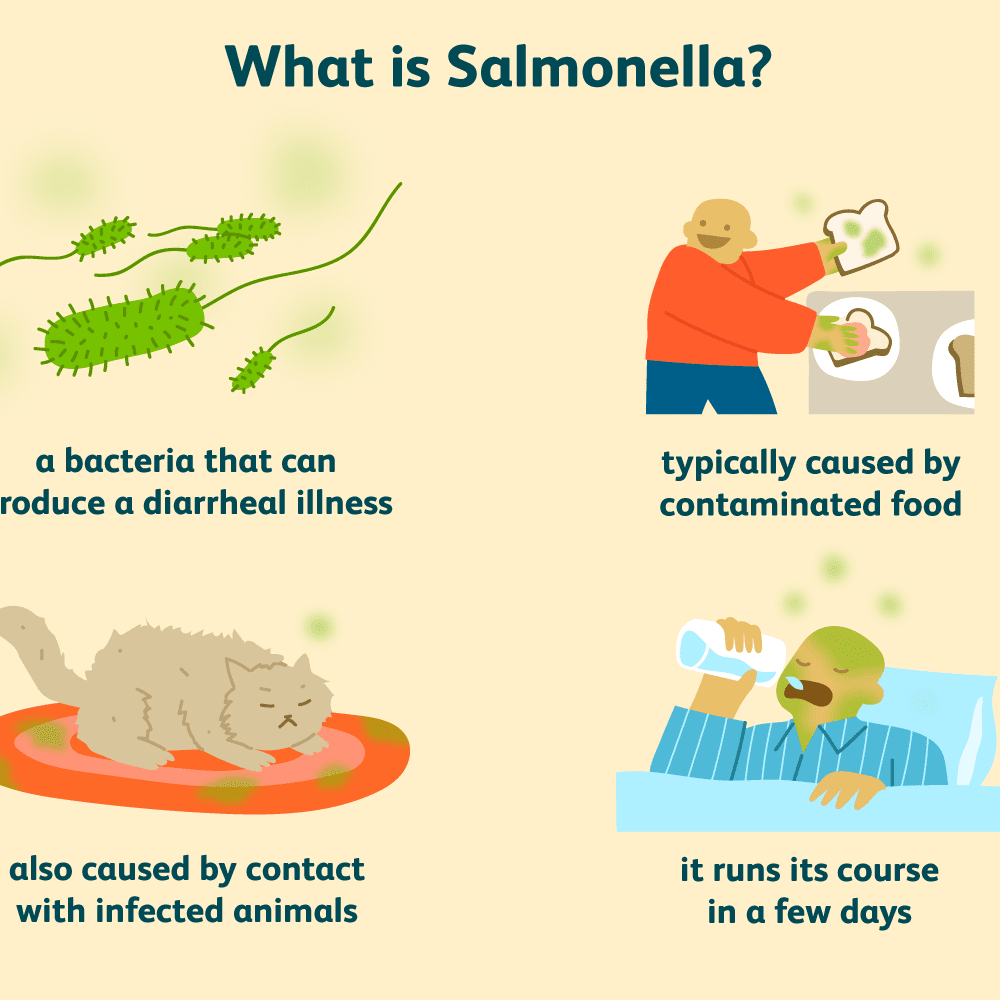 What is Salmonella?
a bacteria that can
roduce a diarrheal illness
typically caused by
contaminated food
also caused by contact
with infected animals
it runs its course
in a few days